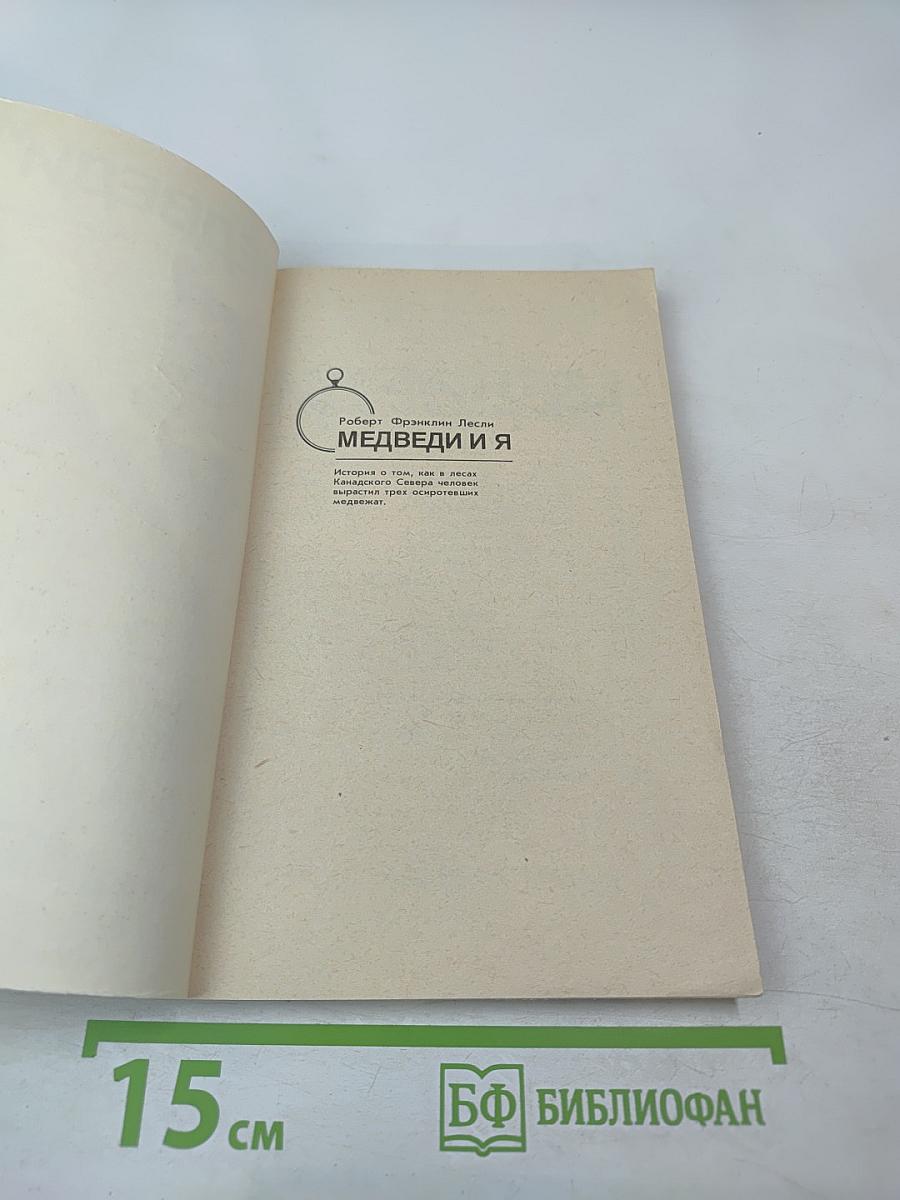 Роберт Фрэнклин Лесли
МЕДВЕДИ И Я
История о том, как в лесах
Канадского Севера человек
вырастил трех осиротевших
медвежат.
15 см
БФ БИБЛИОФАН